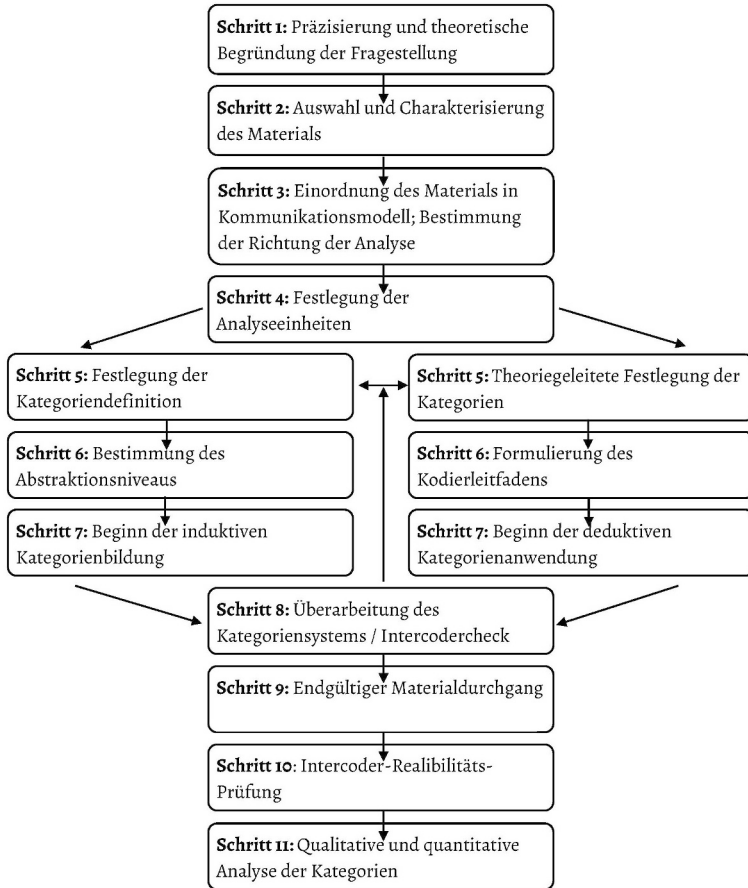 Schritt 1: Präzisierung und theoretische
Begründung der Fragestellung
Schritt 2: Auswahl und Charakterisierung
des Materials
Schritt 3: Einordnung des Materials in
Kommunikationsmodell; Bestimmung
der Richtung der Analyse
Schritt 4: Festlegung der
Analyseeinheiten
Schritt 5: Festlegung der
Kategoriendefinition
Schritt 6: Bestimmung des
Abstraktionsniveaus
Schritt 7: Beginn der induktiven
Kategorienbildung
Schritt 5: Theoriegeleitete Festlegung der
Kategorien
Schritt 6: Formulierung des
Kodierleitfadens
Schritt 7: Beginn der deduktiven
Kategorienanwendung
Schritt 8: Überarbeitung des
Kategoriensystems / Intercodercheck
Schritt 9: Endgültiger Materialdurchgang
Schritt 10: Intercoder-Realibilitäts-
Prüfung
Schritt 11: Qualitative und quantitative
Analyse der Kategorien